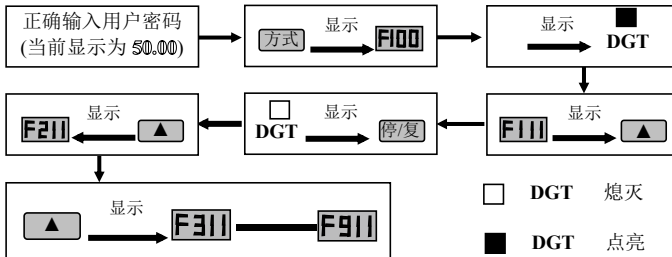 正确输入用户密码
(当前显示为 50.00)
方式
显示
F100
显示
DGT
F111
▲
DGT
显示
停/复
F211
显示
▲
▲
显示
F311
F911
DGT 熄灭
DGT 点亮